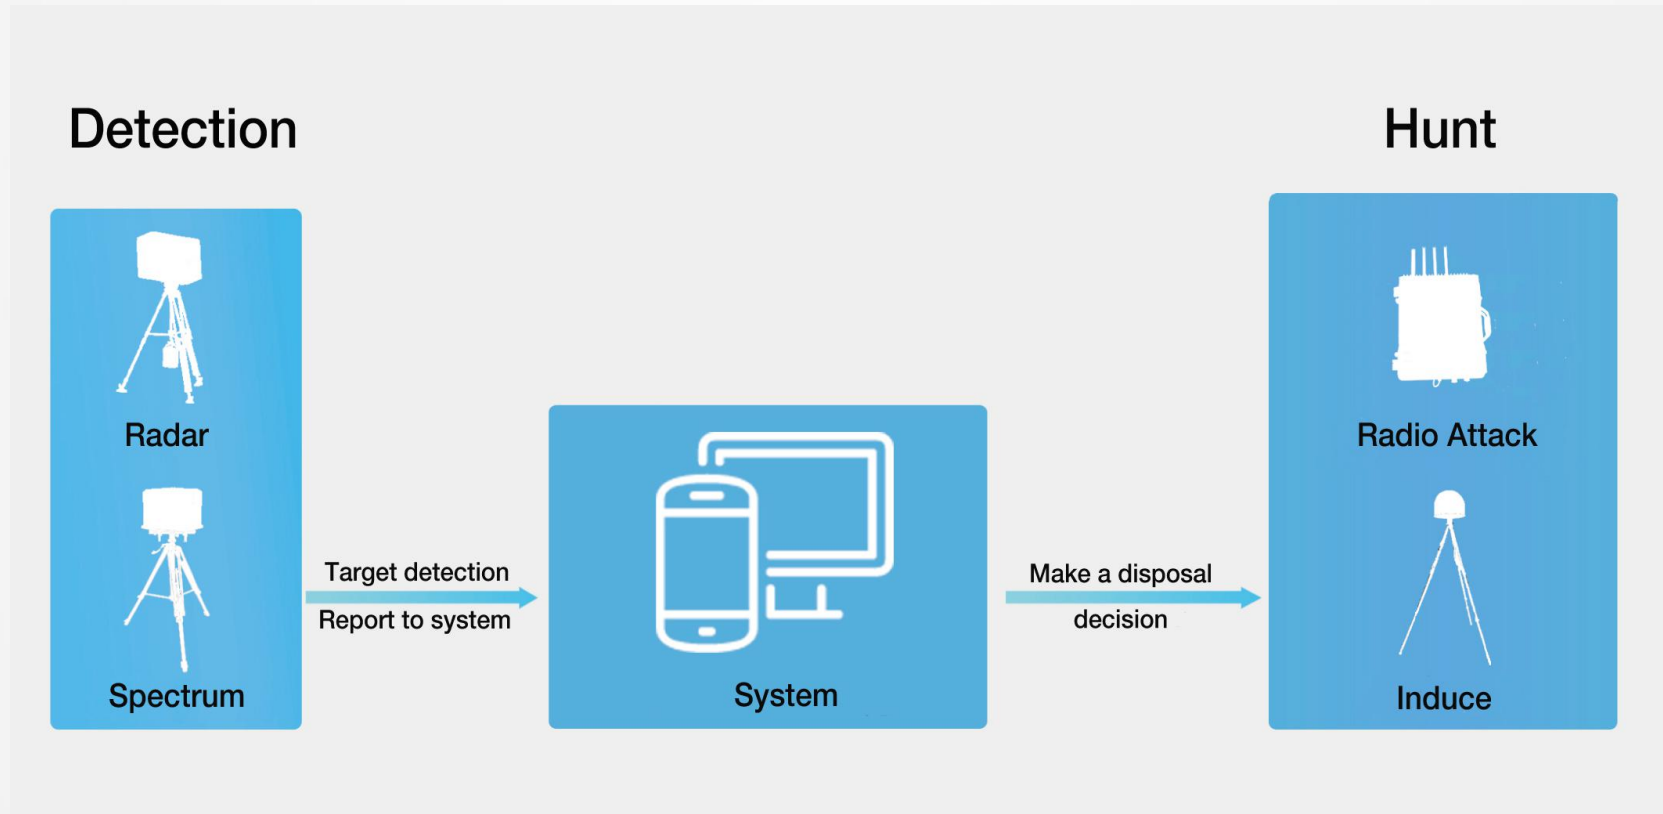 Detection
Hunt
Radar
Radio Attack
Spectrum
Target detection
Report to system
System
Make a disposal
decision
Induce